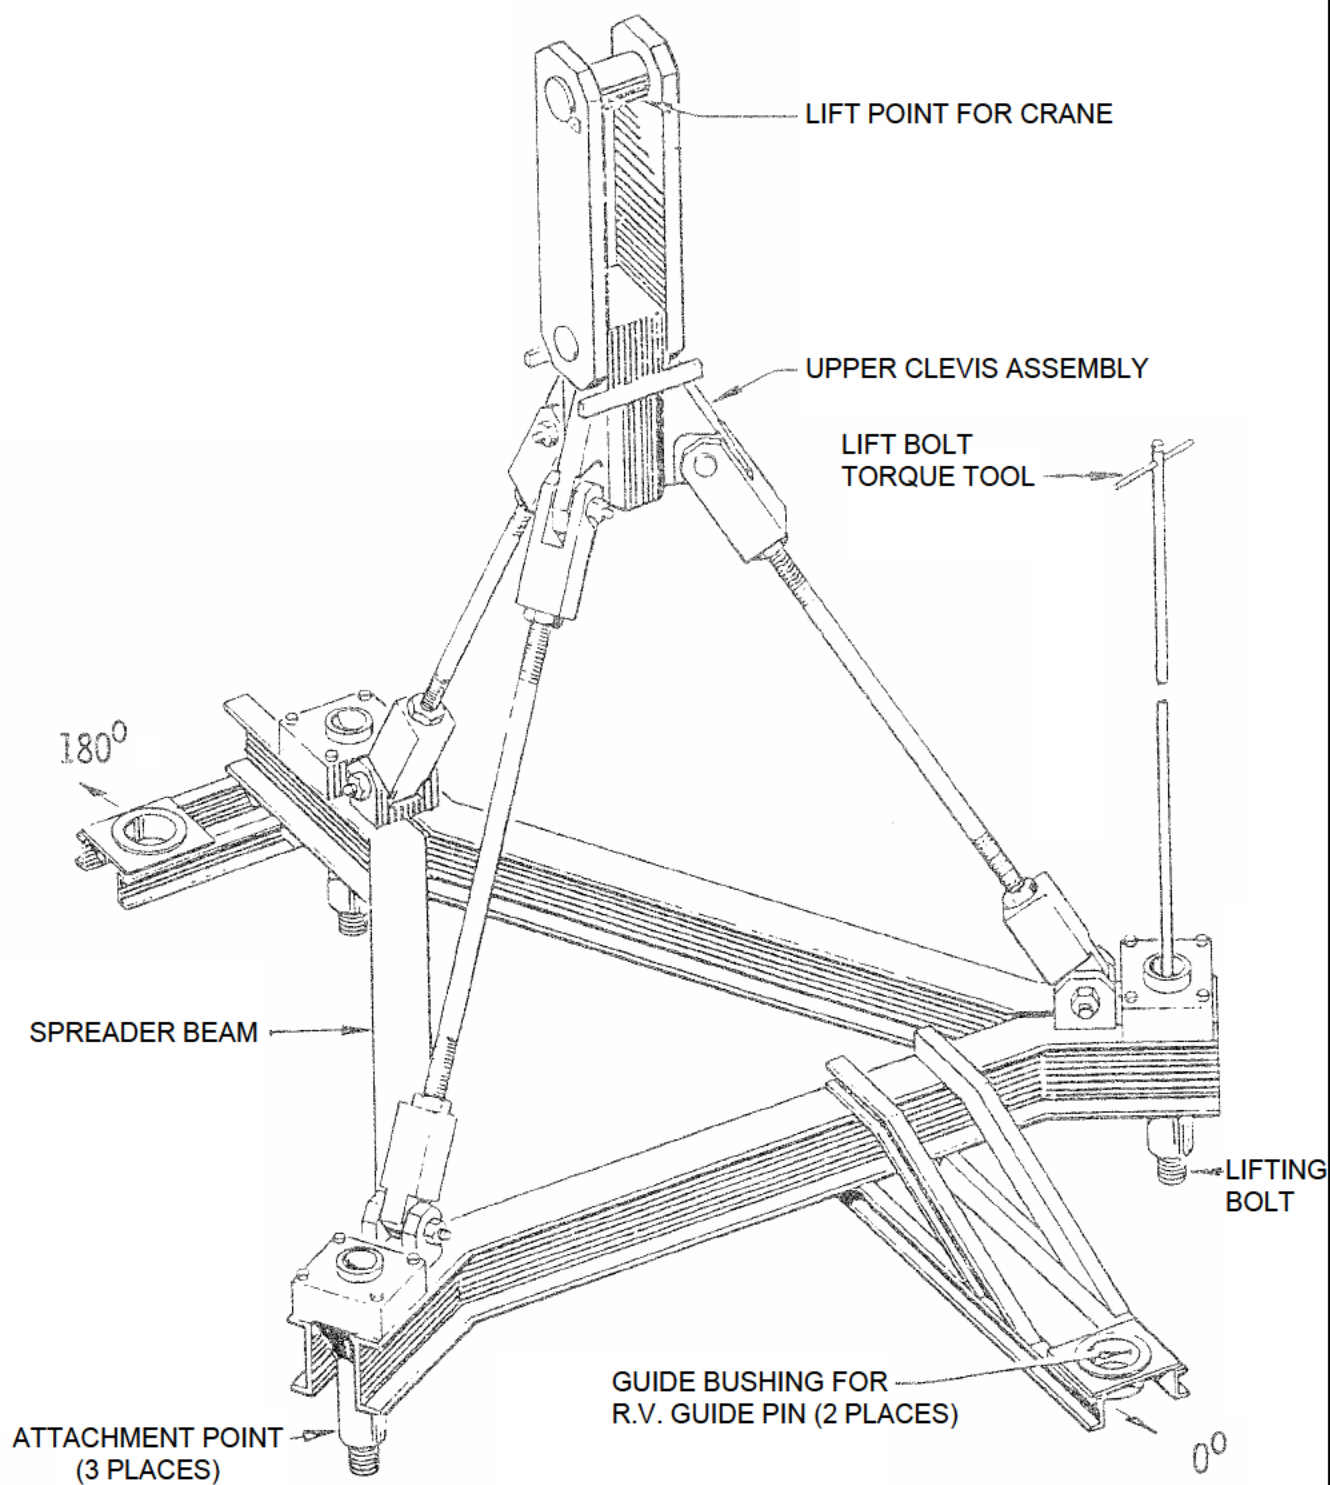 LIFT POINT FOR CRANE
UPPER CLEVIS ASSEMBLY
LIFT BOLT
TORQUE TOOL
180°
SPREADER BEAM
LIFTING
BOLT
GUIDE BUSHING FOR
R.V. GUIDE PIN (2 PLACES)
ATTACHMENT POINT
(3 PLACES)
0°